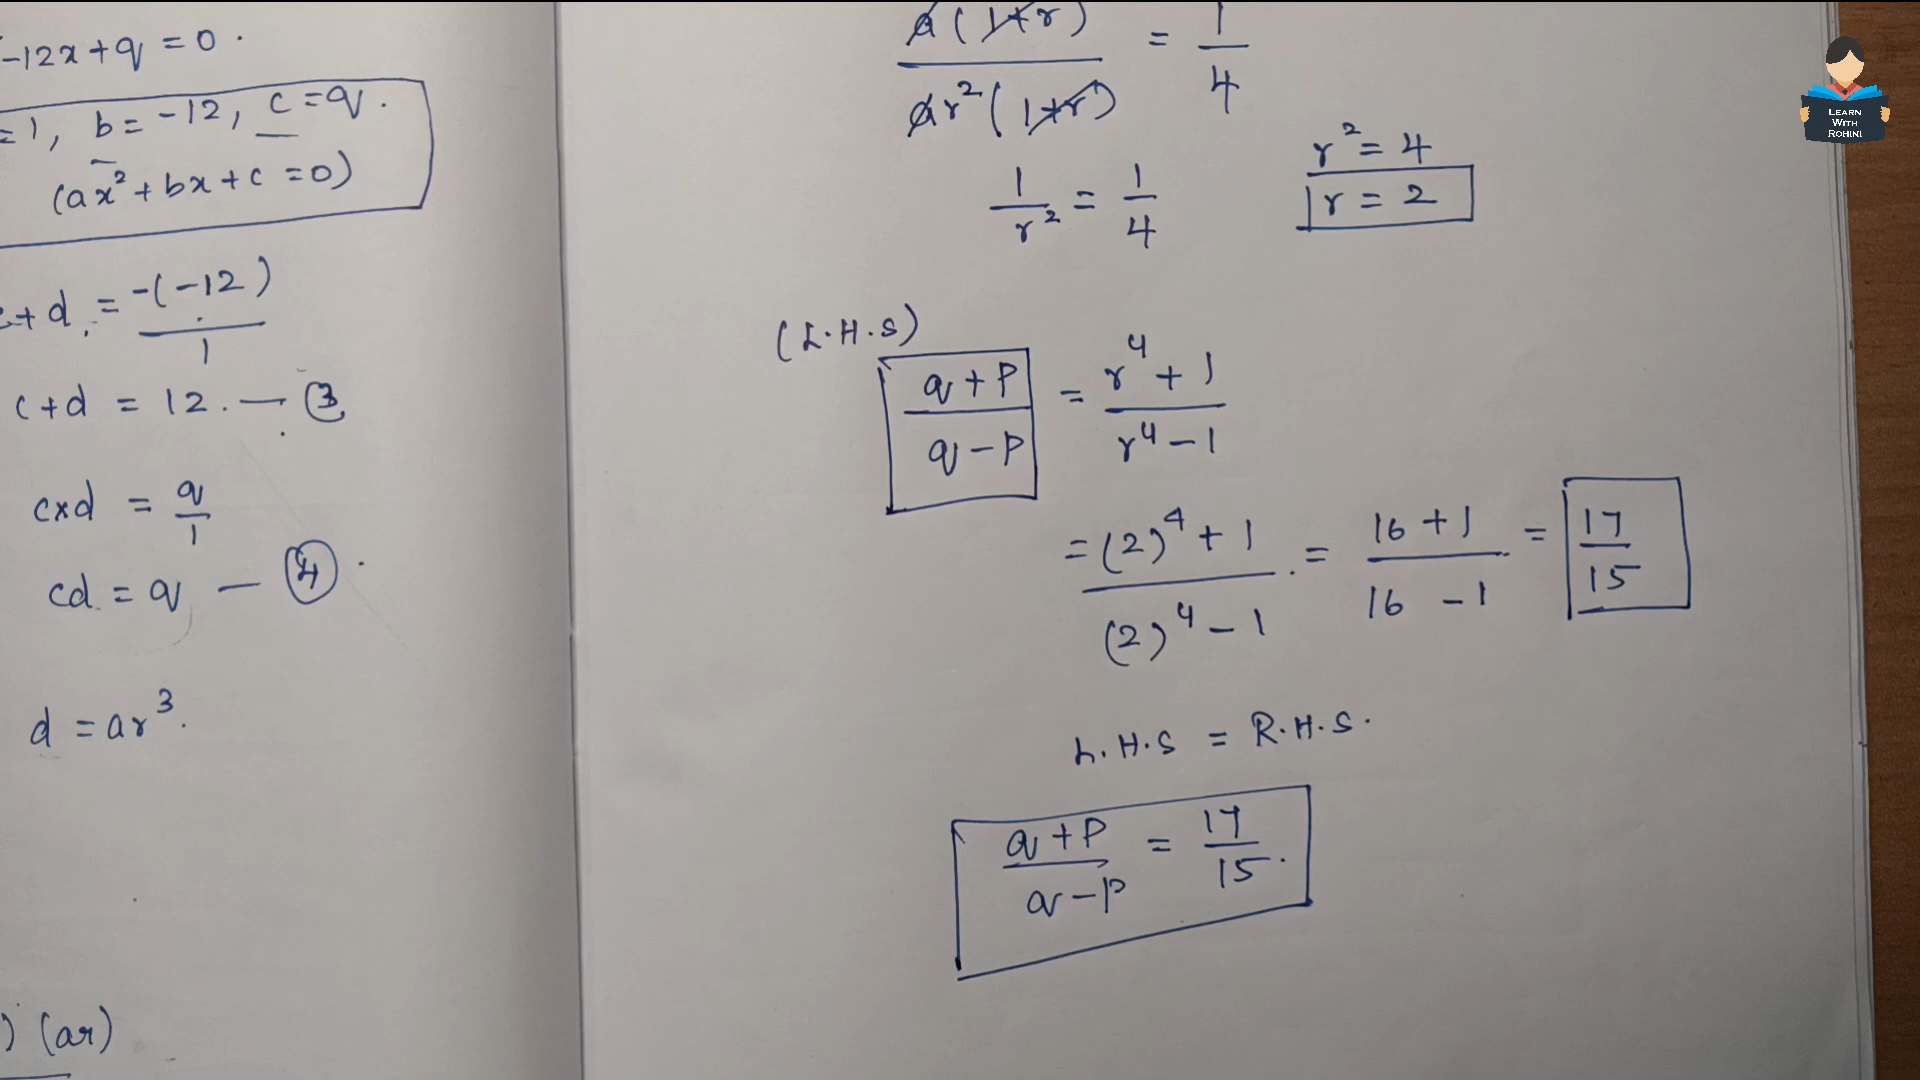 -12x + q = 0.
=1, b = -12, c = q.
(ax² + bx + c = 0)
+ d = -(-12) / 1
c + d = 12. — ③
c×d = q/1
cd = q — ④.
d = ar³.
) (ar)
a(1+r) / ar²(1+r) = 1/4
1/r² = 1/4
r² = 4
r = 2
(L.H.S)
q+p / q-p = r⁴+1 / r⁴-1
= (2)⁴+1 / (2)⁴-1 = 16+1 / 16-1 = 17/15
L.H.S = R.H.S.
q+p / q-p = 17/15.
LEARN
WITH
ROHINI